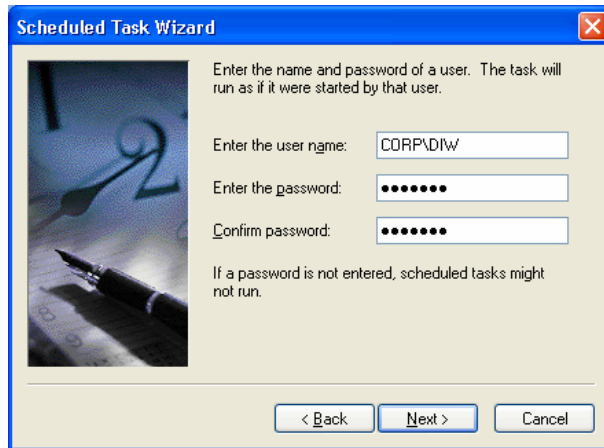 Scheduled Task Wizard
Enter the name and password of a user. The task will
run as if it were started by that user.
Enter the user name: CORP\DIW
Enter the password: ●●●●●●●
Confirm password: ●●●●●●●
If a password is not entered, scheduled tasks might
not run.
< Back Next > Cancel
2